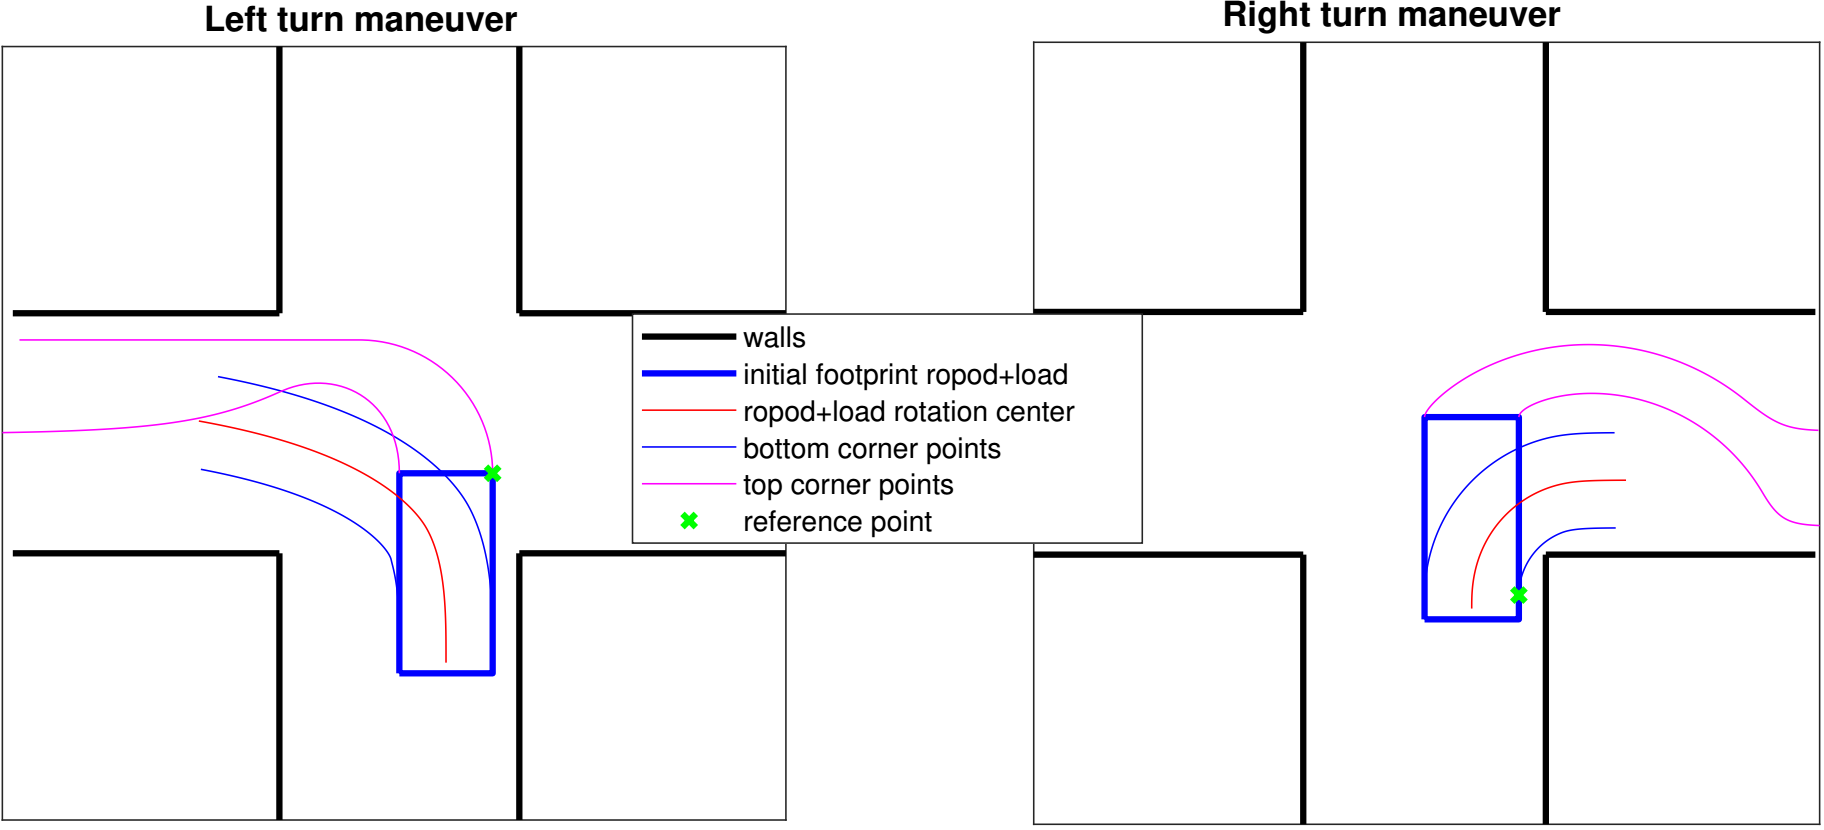 Left turn maneuver
Right turn maneuver
walls
initial footprint ropod+load
ropod+load rotation center
bottom corner points
top corner points
reference point